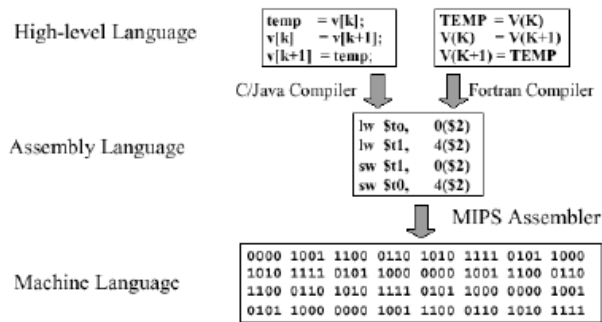 High-level Language
temp = v[k];
v[k] = v[k+1];
v[k+1] = temp;
TEMP = V(K)
V(K) = V(K+1)
V(K+1) = TEMP
C/Java Compiler
Fortran Compiler
Assembly Language
lw $to, 0($2)
lw $t1, 4($2)
sw $t1, 0($2)
sw $t0, 4($2)
MIPS Assembler
Machine Language
0000 1001 1100 0110 1010 1111 0101 1000
1010 1111 0101 1000 0000 1001 1100 0110
1100 0110 1010 1111 0101 1000 0000 1001
0101 1000 0000 1001 1100 0110 1010 1111